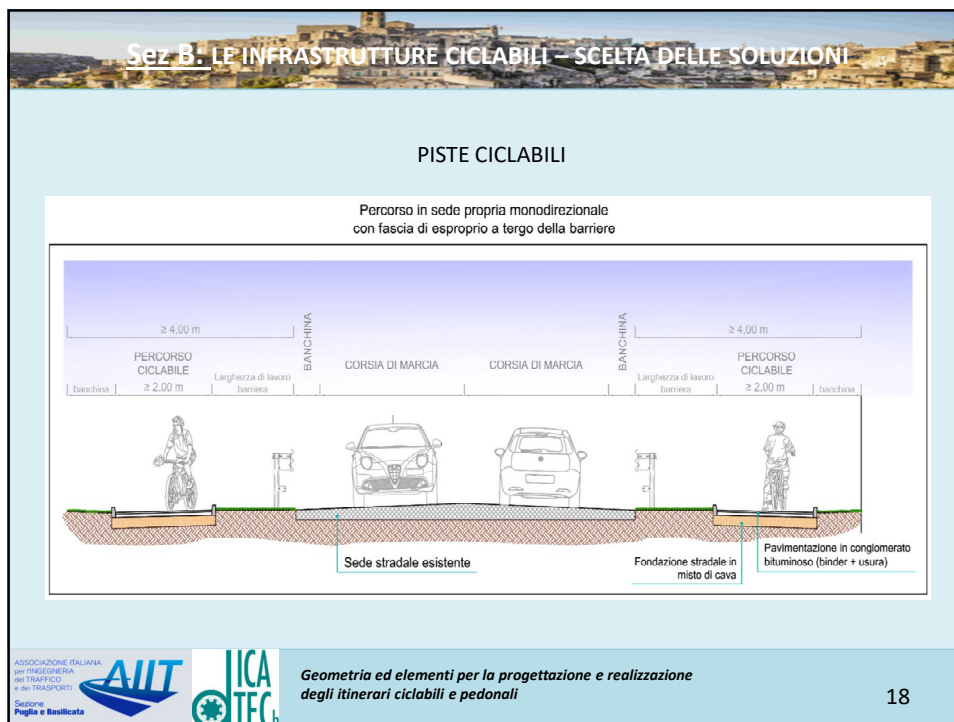 Sez B: LE INFRASTRUTTURE CICLABILI – SCELTA DELLE SOLUZIONI
PISTE CICLABILI
Percorso in sede propria monodirezionale
con fascia di esproprio a tergo della barriere
≥ 4,00 m
BANCHINA
BANCHINA
≥ 4,00 m
PERCORSO
CICLABILE
≥ 2,00 m
banchina
Larghezza di lavoro
barriera
CORSIA DI MARCIA
CORSIA DI MARCIA
Larghezza di lavoro
barriera
PERCORSO
CICLABILE
≥ 2,00 m
banchina
Sede stradale esistente
Fondazione stradale in
misto di cava
Pavimentazione in conglomerato
bituminoso (binder + usura)
ASSOCIAZIONE ITALIANA
per l'INGEGNERIA
del TRAFFICO
e dei TRASPORTI
Sezione
Puglia e Basilicata
AIIT
dICA
TECh
Geometria ed elementi per la progettazione e realizzazione
degli itinerari ciclabili e pedonali
18